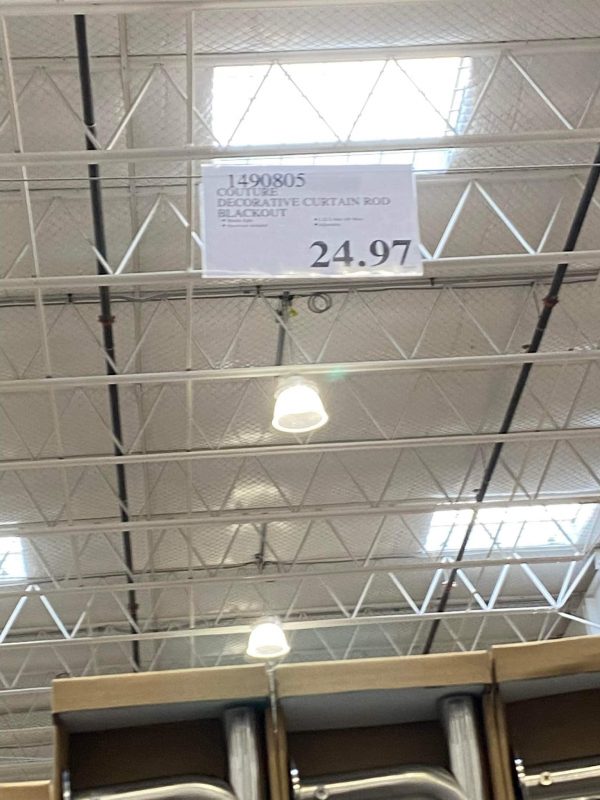 1490805
COUTURE
DECORATIVE CURTAIN ROD
BLACKOUT
24.97